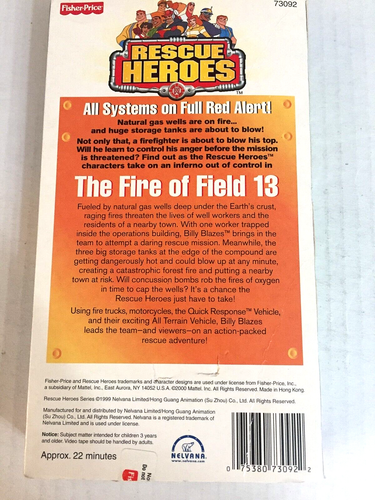 Fisher-Price
73092
RESCUE
HEROES™
All Systems on Full Red Alert!
Natural gas wells are on fire...
and huge storage tanks are about to blow!
Not only that, a firefighter is about to blow his top.
Will he learn to control his anger before the mission
is threatened? Find out as the Rescue Heroes™
characters take on an inferno out of control in
The Fire of Field 13
Fueled by natural gas wells deep under the Earth's crust,
raging fires threaten the lives of well workers and the
residents of a nearby town. With one worker trapped
inside the operations building, Billy Blazes™ brings in the
team to attempt a daring rescue mission. Meanwhile, the
three big storage tanks at the edge of the compound are
getting dangerously hot and could blow up at any minute,
creating a catastrophic forest fire and putting a nearby
town at risk. Will concussion bombs rob the fires of oxygen
in time to cap the wells? It's a chance the
Rescue Heroes just have to take!
Using fire trucks, motorcycles, the Quick Response™ Vehicle,
and their exciting All Terrain Vehicle, Billy Blazes
leads the team—and viewers—on an action-packed
rescue adventure!
Fisher-Price and Rescue Heroes trademarks and character designs are used under license from Fisher-Price, Inc.,
a subsidiary of Mattel, Inc., East Aurora, NY 14052 U.S.A. ©2000 Mattel, Inc. All Rights Reserved. Made in Hong Kong.
Rescue Heroes Series ©1999 Nelvana Limited/Hong Guang Animation (Su Zhou) Co., Ltd. All Rights Reserved.
Manufactured for and distributed by Nelvana Limited/Hong Guang Animation
(Su Zhou) Co., Ltd. All Rights Reserved. Nelvana is a registered trademark of
Nelvana Limited and is used under license.
Notice: Subject matter intended for children 3 years
and older. Video tape should be handled by adults.
Approx. 22 minutes
NELVANA
www.nelvana.com
0 75380 73092 2